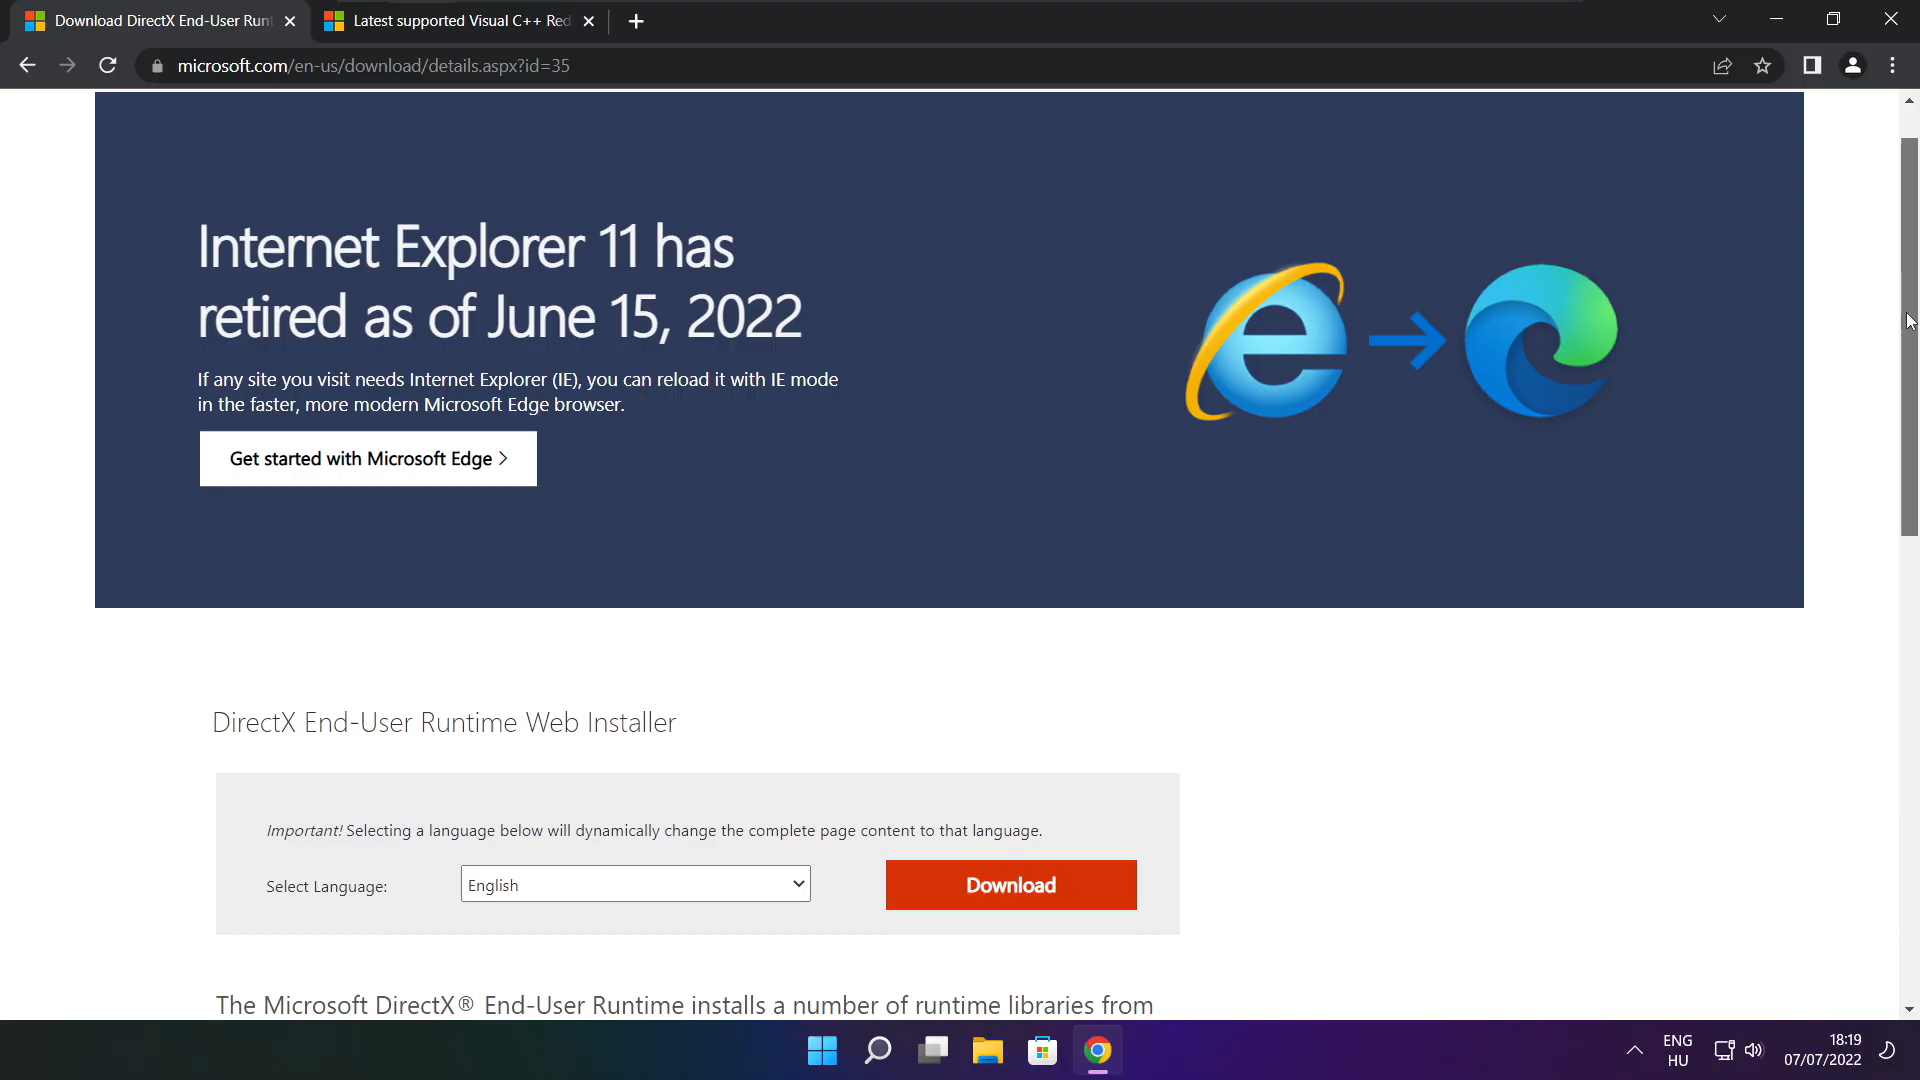 Download DirectX End-User Runt
Latest supported Visual C++ Red
microsoft.com/en-us/download/details.aspx?id=35
Internet Explorer 11 has
retired as of June 15, 2022
If any site you visit needs Internet Explorer (IE), you can reload it with IE mode
in the faster, more modern Microsoft Edge browser.
Get started with Microsoft Edge >
DirectX End-User Runtime Web Installer
Important! Selecting a language below will dynamically change the complete page content to that language.
Select Language:
English
Download
The Microsoft DirectX® End-User Runtime installs a number of runtime libraries from
ENG
HU
18:19
07/07/2022